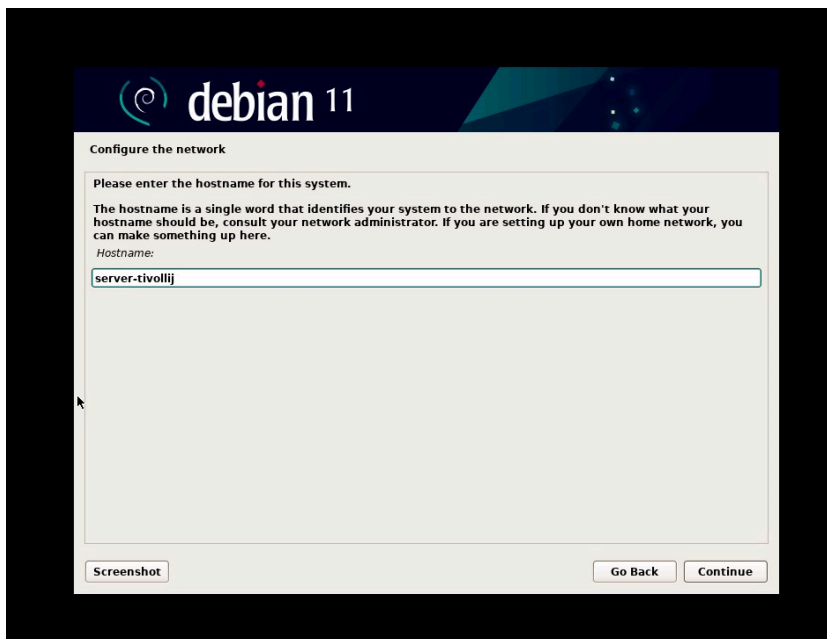 debian 11
Configure the network
Please enter the hostname for this system.
The hostname is a single word that identifies your system to the network. If you don't know what your
hostname should be, consult your network administrator. If you are setting up your own home network, you
can make something up here.
Hostname:
server-tivollij
Screenshot
Go Back
Continue